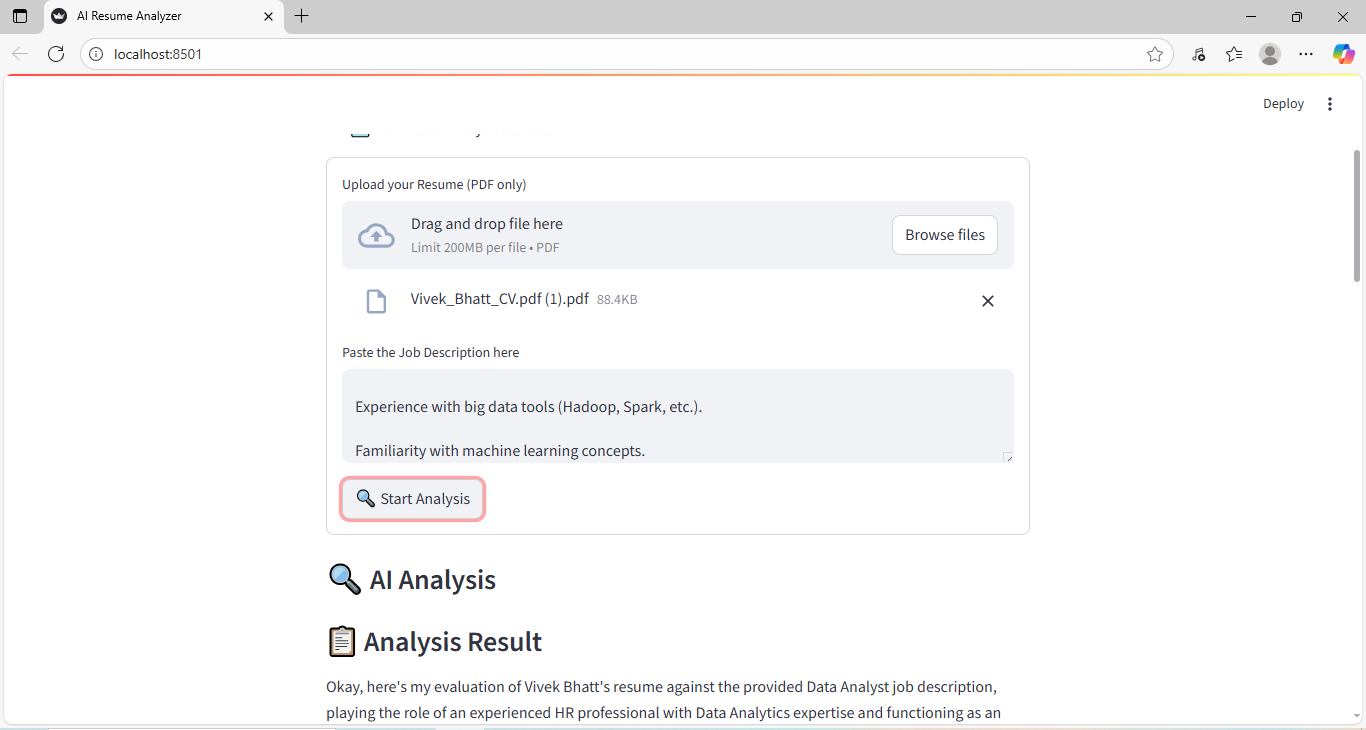 AI Resume Analyzer
localhost:8501
Deploy
Upload your Resume (PDF only)
Drag and drop file here
Limit 200MB per file • PDF
Browse files
Vivek_Bhatt_CV.pdf (1).pdf 88.4KB
Paste the Job Description here
Experience with big data tools (Hadoop, Spark, etc.).
Familiarity with machine learning concepts.
Start Analysis
AI Analysis
Analysis Result
Okay, here's my evaluation of Vivek Bhatt's resume against the provided Data Analyst job description,
playing the role of an experienced HR professional with Data Analytics expertise and functioning as an